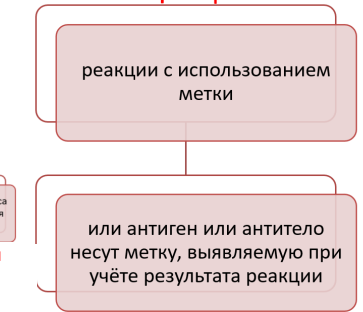 реакции с использованием
метки
или антиген или антитело
несут метку, выявляемую при
учёте результата реакции